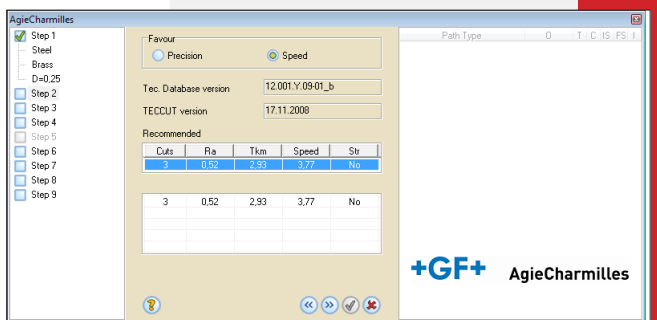 AgieCharmilles
Step 1
Steel
Brass
D=0,25
Step 2
Step 3
Step 4
Step 5
Step 6
Step 7
Step 8
Step 9
Favour
Precision Speed
Tec. Database version 12.001.Y.09-01_b
TECCUT version 17.11.2008
Recommended
Cuts Ra Tkm Speed Str
3 0,52 2,93 3,77 No
3 0,52 2,93 3,77 No
Path Type O T C IS FS I
+GF+ AgieCharmilles